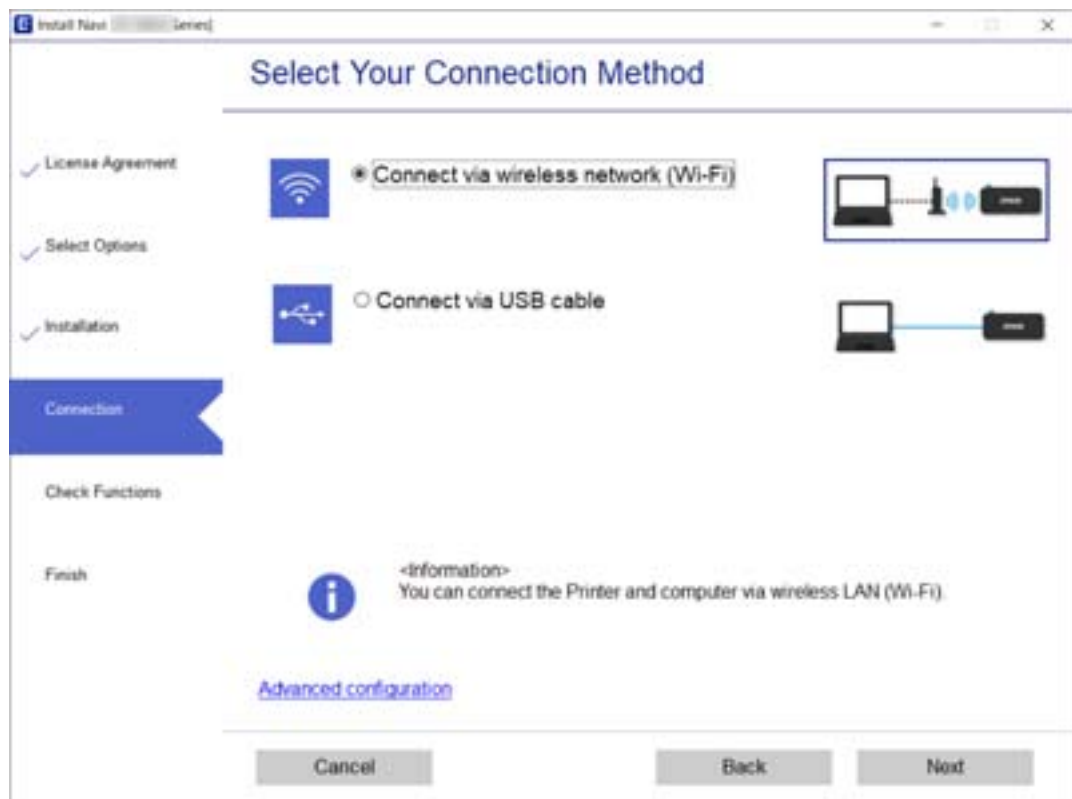 Install Navi Series]
Select Your Connection Method
License Agreement
Select Options
Installation
Connection
Check Functions
Finish
Connect via wireless network (Wi-Fi)
Connect via USB cable
<Information>
You can connect the Printer and computer via wireless LAN (Wi-Fi).
Advanced configuration
Cancel
Back
Next